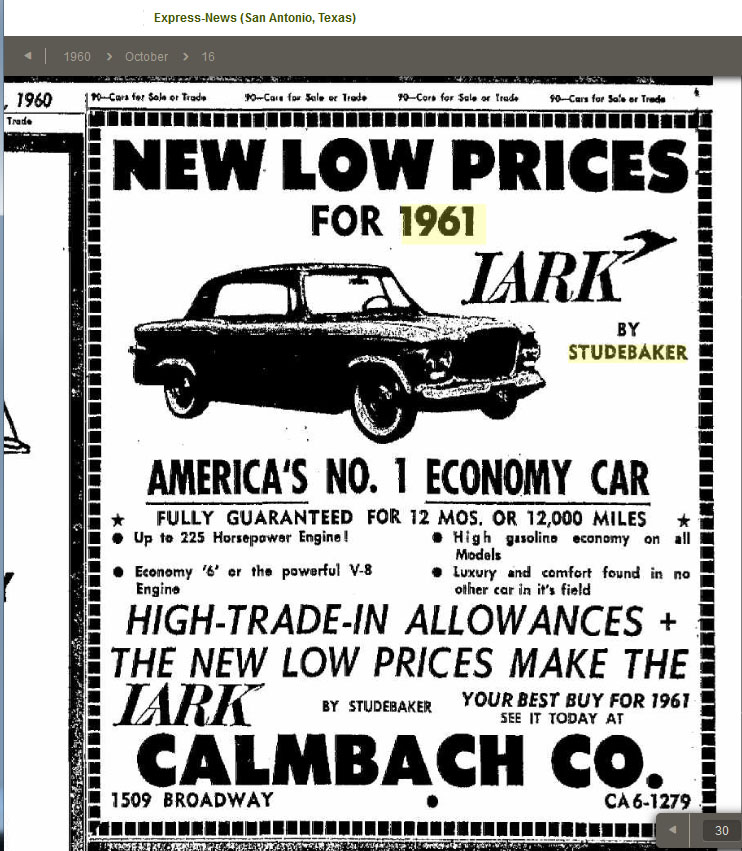 Express-News (San Antonio, Texas)
1960 > October > 16
, 1960
Trade
90—Cars for Sale or Trade 90—Cars for Sale or Trade 90—Cars for Sale or Trade 90—Cars for Sale or Trade
NEW LOW PRICES
FOR 1961
LARK
BY
STUDEBAKER
AMERICA'S NO. 1 ECONOMY CAR
★ FULLY GUARANTEED FOR 12 MOS. OR 12,000 MILES ★
● Up to 225 Horsepower Engine!
● High gasoline economy on all
Models
● Economy '6' or the powerful V-8
Engine
● Luxury and comfort found in no
other car in it's field
HIGH-TRADE-IN ALLOWANCES +
THE NEW LOW PRICES MAKE THE
LARK BY STUDEBAKER YOUR BEST BUY FOR 1961
SEE IT TODAY AT
CALMBACH CO.
1509 BROADWAY ● CA 6-1279
30